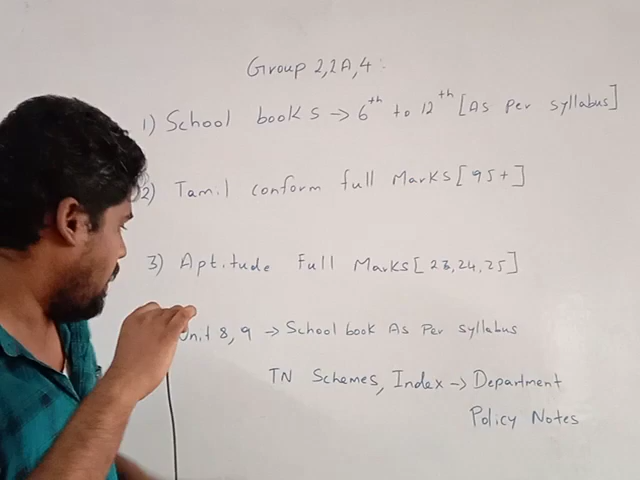 Group 2,2A,4:
1) School books → 6th to 12th [As per syllabus]
2) Tamil conform full Marks [95+]
3) Aptitude full Marks [23,24,25]
Unit 8,9 → School book As per syllabus
TN Schemes, Index → Department
Policy Notes